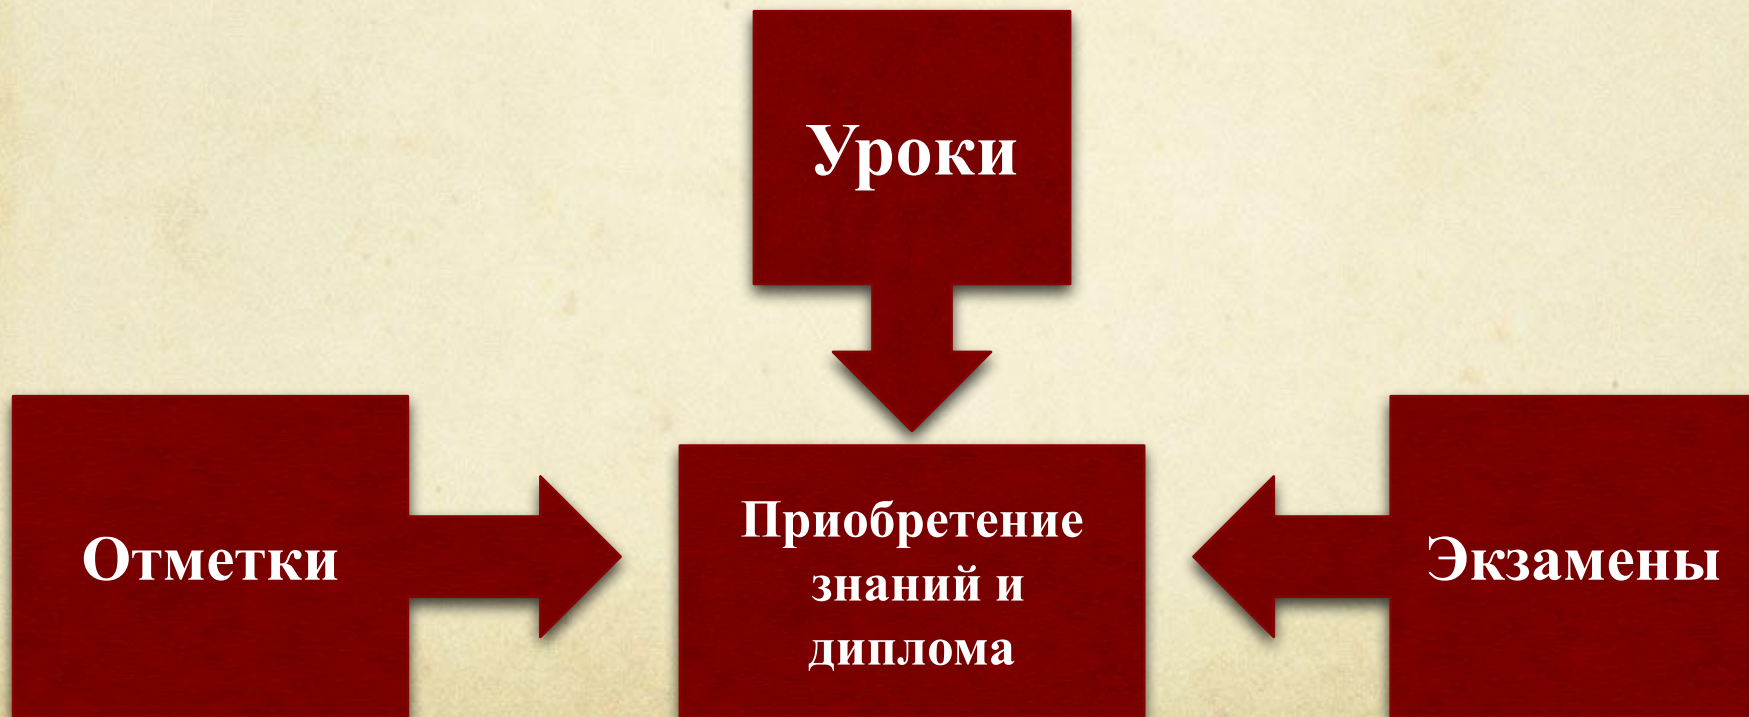 Уроки
Отметки
Приобретение
знаний и
диплома
Экзамены